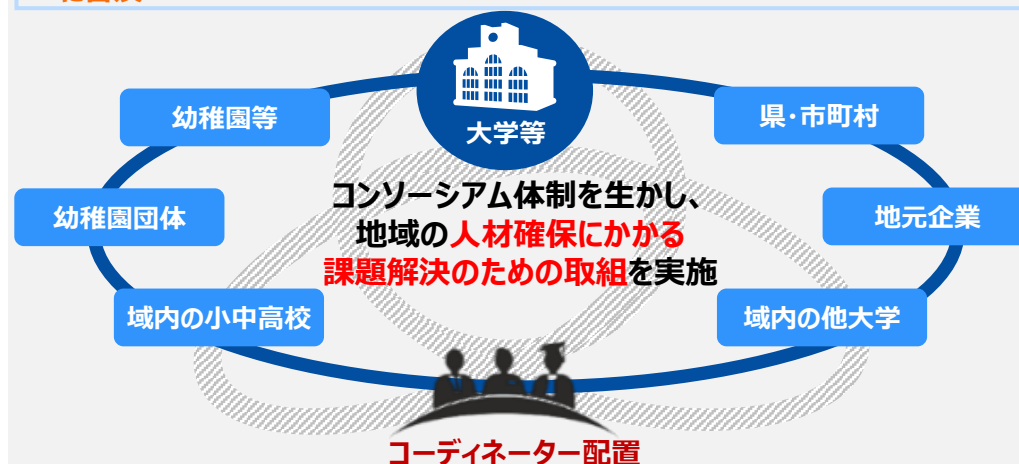 大学等
幼稚園等
県・市町村
幼稚園団体
地元企業
コンソーシアム体制を生かし、
地域の人材確保にかかる
課題解決のための取組を実施
域内の小中高校
域内の他大学
コーディネーター配置